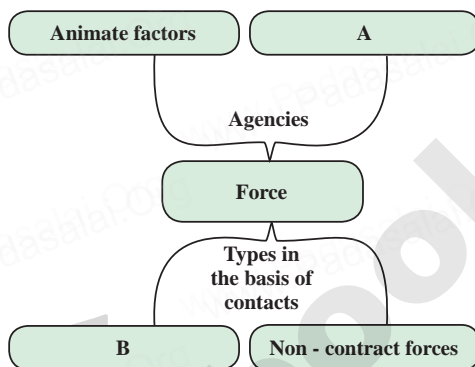 Animate factors
A
Agencies
Force
Types in
the basis of
contacts
B
Non - contract forces